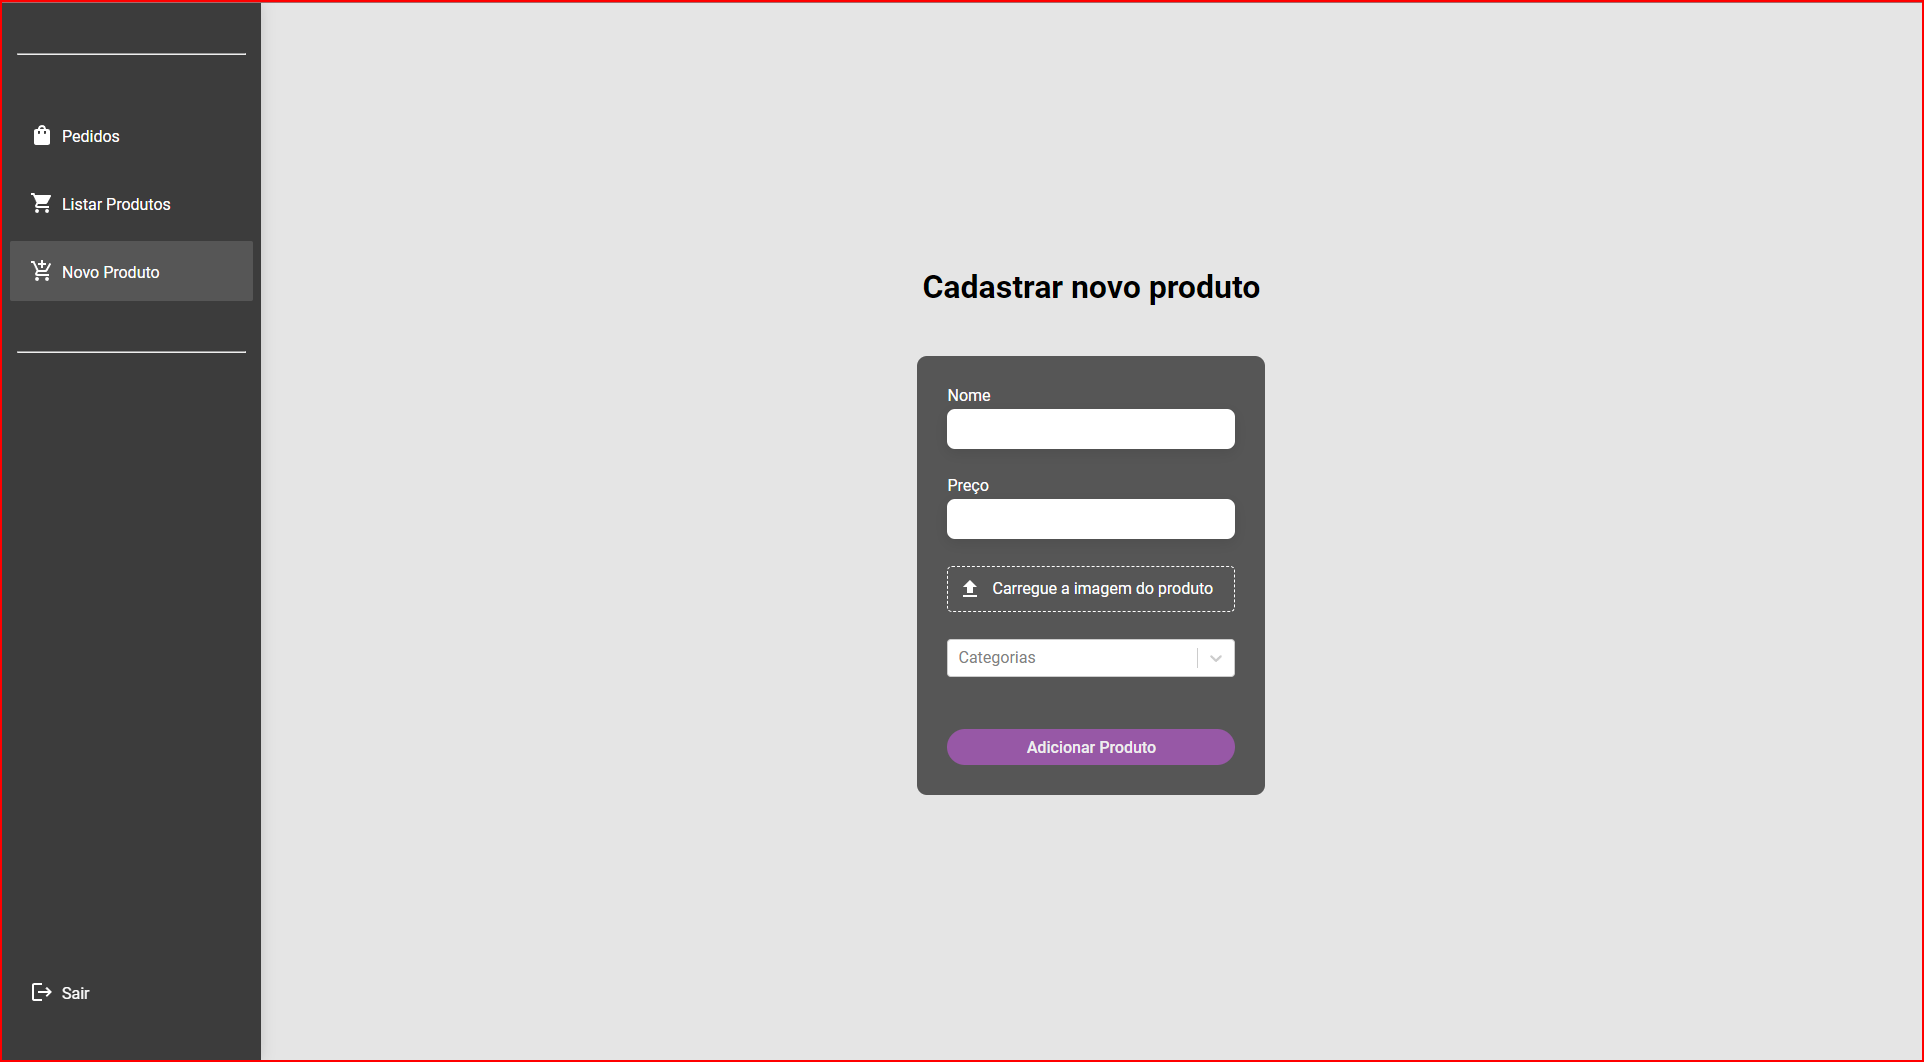 Pedidos
Listar Produtos
Novo Produto
Sair
Cadastrar novo produto
Nome
Preço
Carregue a imagem do produto
Categorias
Adicionar Produto